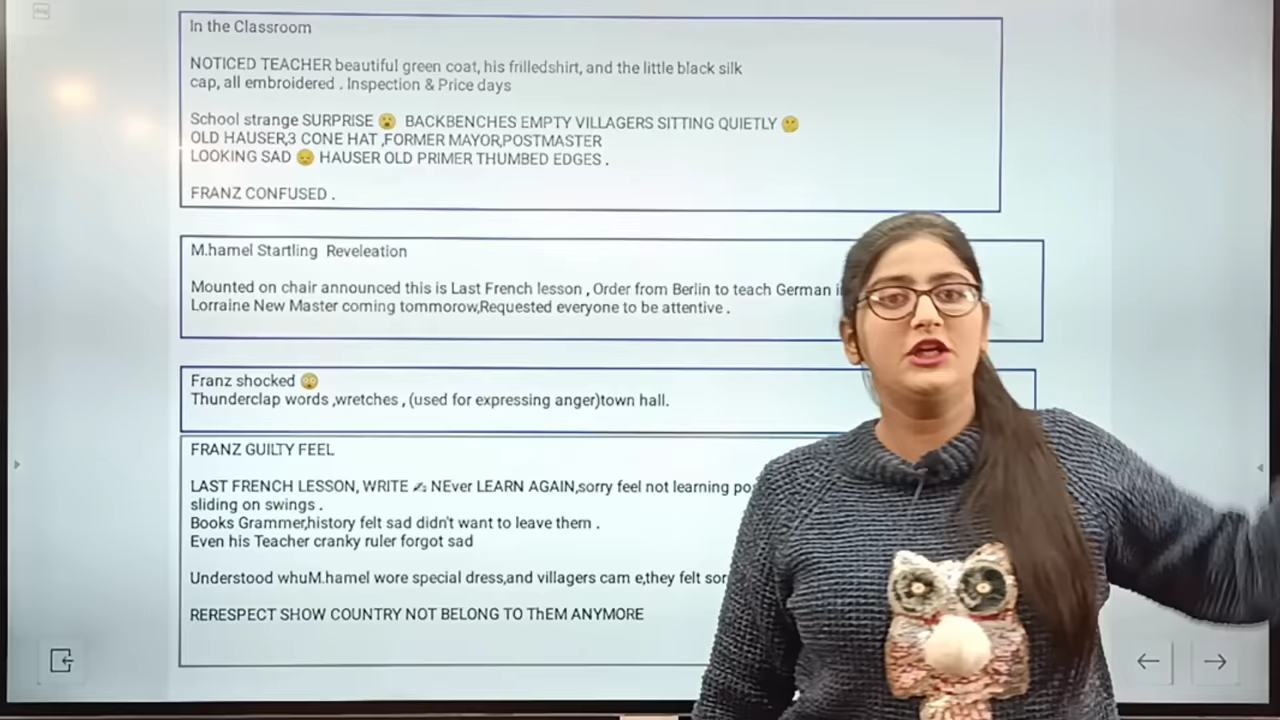 In the Classroom
NOTICED TEACHER beautiful green coat, his frilledshirt, and the little black silk
cap, all embroidered . Inspection & Price days
School strange SURPRISE 😮 BACKBENCHES EMPTY VILLAGERS SITTING QUIETLY 🤔
OLD HAUSER,3 CONE HAT ,FORMER MAYOR,POSTMASTER
LOOKING SAD 😔 HAUSER OLD PRIMER THUMBED EDGES .
FRANZ CONFUSED .
M.hamel Startling Reveleation
Mounted on chair announced this is Last French lesson , Order from Berlin to teach German
Lorraine New Master coming tommorow,Requested everyone to be attentive .
Franz shocked 😨
Thunderclap words ,wretches , (used for expressing anger)town hall.
FRANZ GUILTY FEEL
LAST FRENCH LESSON, WRITE ✍ NEver LEARN AGAIN,sorry feel not learning
sliding on swings .
Books Grammer,history felt sad didn't want to leave them .
Even his Teacher cranky ruler forgot sad
Understood whuM.hamel wore special dress,and villagers cam e,they felt
RERESPECT SHOW COUNTRY NOT BELONG TO ThEM ANYMORE